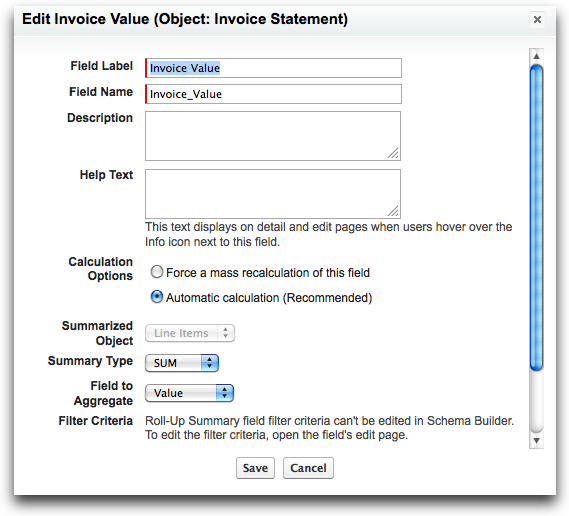 Edit Invoice Value (Object: Invoice Statement)
Field Label Invoice Value
Field Name Invoice_Value
Description
Help Text
This text displays on detail and edit pages when users hover over the
Info icon next to this field.
Calculation
Options
Force a mass recalculation of this field
Automatic calculation (Recommended)
Summarized
Object
Line Items
Summary Type SUM
Field to
Aggregate
Value
Filter Criteria Roll-Up Summary field filter criteria can't be edited in Schema Builder.
To edit the filter criteria, open the field's edit page.
Save Cancel